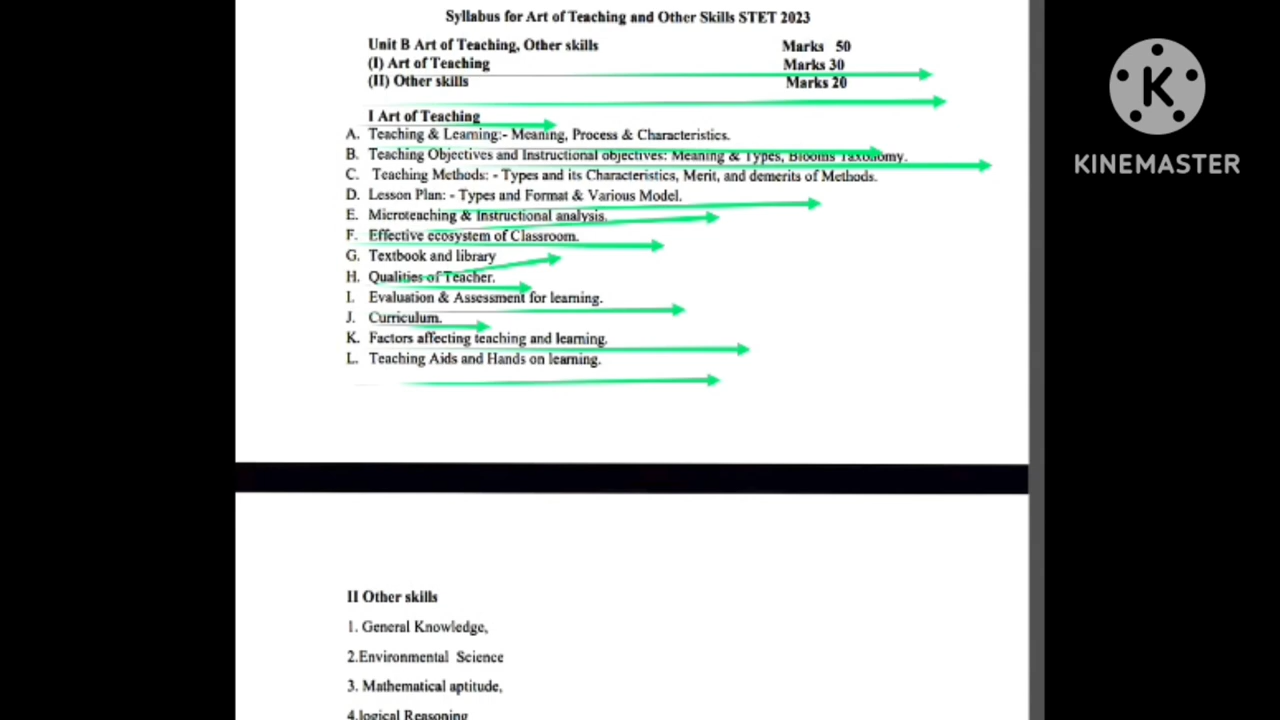 Syllabus for Art of Teaching and Other Skills STET 2023
Unit B Art of Teaching, Other skills Marks 50
(I) Art of Teaching Marks 30
(II) Other skills Marks 20
I Art of Teaching
A. Teaching & Learning:- Meaning, Process & Characteristics.
B. Teaching Objectives and Instructional objectives: Meaning & Types, Blooms Taxonomy.
C. Teaching Methods: - Types and its Characteristics, Merit, and demerits of Methods.
D. Lesson Plan: - Types and Format & Various Model.
E. Microteaching & Instructional analysis.
F. Effective ecosystem of Classroom.
G. Textbook and library
H. Qualities of Teacher.
I. Evaluation & Assessment for learning.
J. Curriculum.
K. Factors affecting teaching and learning.
L. Teaching Aids and Hands on learning.
II Other skills
1. General Knowledge,
2.Environmental Science
3. Mathematical aptitude,
4.logical Reasoning
K
KINEMASTER